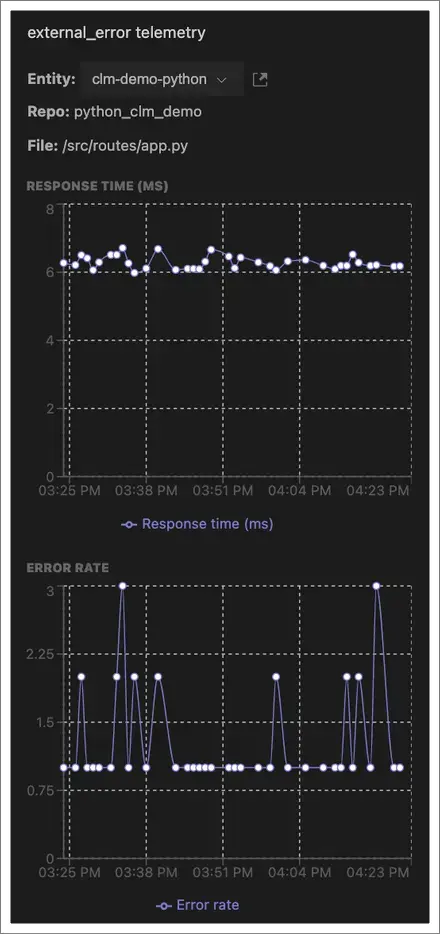 external_error telemetry
Entity: clm-demo-python
Repo: python_clm_demo
File: /src/routes/app.py
RESPONSE TIME (MS)
8
6
4
2
0
03:25 PM 03:38 PM 03:51 PM 04:04 PM 04:23 PM
Response time (ms)
ERROR RATE
3
2.25
1.5
0.75
0
03:25 PM 03:38 PM 03:51 PM 04:04 PM 04:23 PM
Error rate